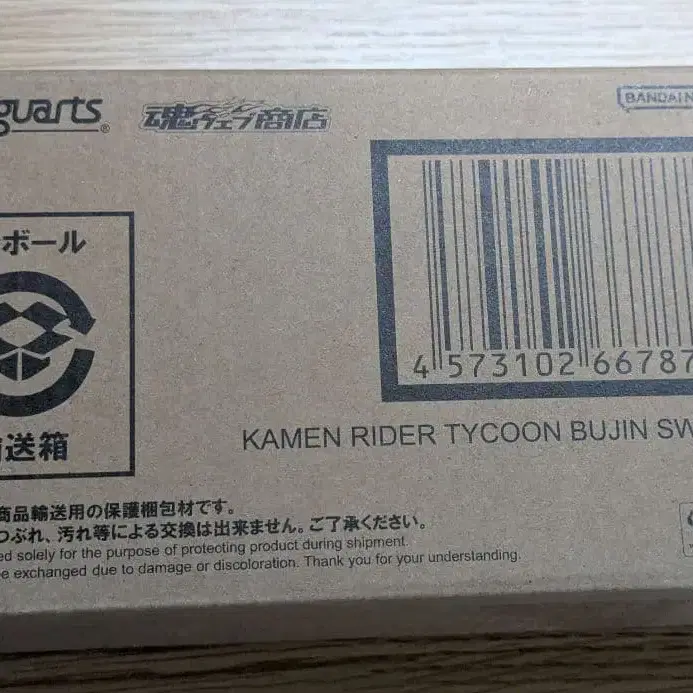 guarts®
魂ウェブ商店
BANDAI N
ボール
4 573102 66787
送箱
KAMEN RIDER TYCOON BUJIN SW
商品輸送用の保護梱包材です。
つぶれ、汚れ等による交換は出来ません。ご了承ください。
ed solely for the purpose of protecting product during shipment.
e exchanged due to damage or discoloration. Thank you for your understanding.